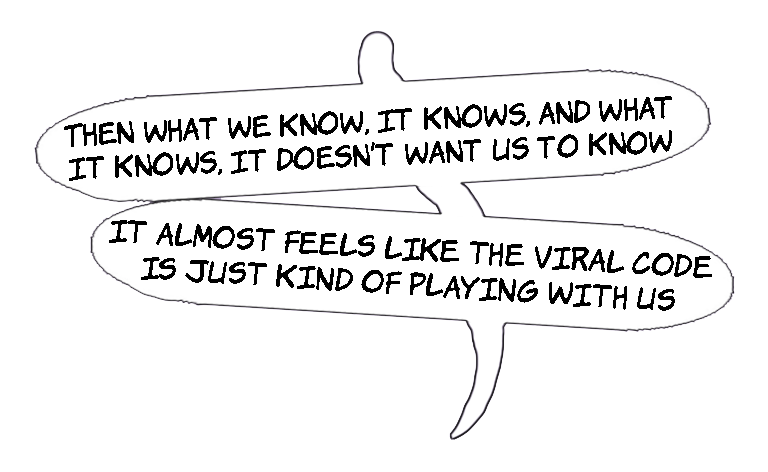 THEN WHAT WE KNOW, IT KNOWS, AND WHAT
IT KNOWS, IT DOESN'T WANT US TO KNOW
IT ALMOST FEELS LIKE THE VIRAL CODE
IS JUST KIND OF PLAYING WITH US